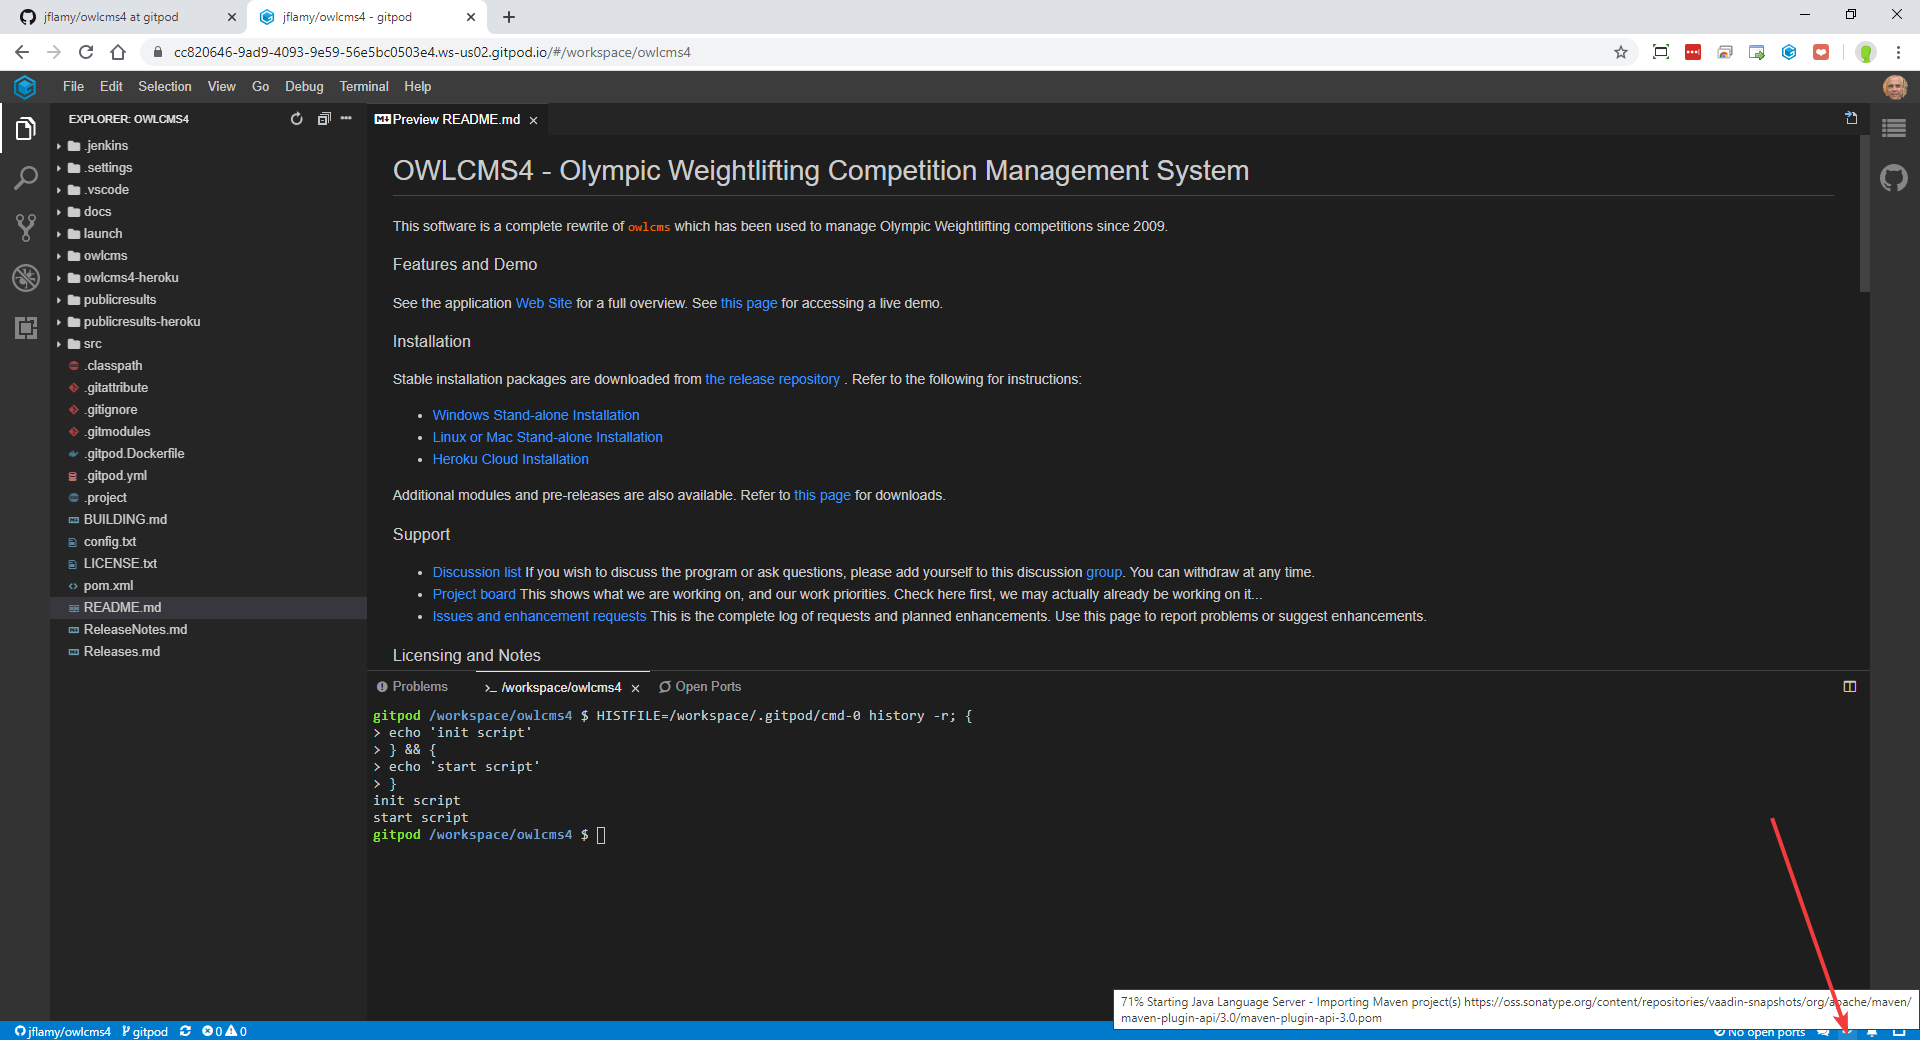 jflamy/owlcms4 at gitpod
jflamy/owlcms4 - gitpod
cc820646-9ad9-4093-9e59-56e5bc0503e4.ws-us02.gitpod.io/#/workspace/owlcms4
File Edit Selection View Go Debug Terminal Help
EXPLORER: OWLCMS4
.jenkins
.settings
.vscode
docs
launch
owlcms
owlcms4-heroku
publicresults
publicresults-heroku
src
.classpath
.gitattribute
.gitignore
.gitmodules
.gitpod.Dockerfile
.gitpod.yml
.project
BUILDING.md
config.txt
LICENSE.txt
pom.xml
README.md
ReleaseNotes.md
Releases.md
Preview README.md
OWLCMS4 - Olympic Weightlifting Competition Management System
This software is a complete rewrite of owlcms which has been used to manage Olympic Weightlifting competitions since 2009.
Features and Demo
See the application Web Site for a full overview. See this page for accessing a live demo.
Installation
Stable installation packages are downloaded from the release repository . Refer to the following for instructions:
• Windows Stand-alone Installation
• Linux or Mac Stand-alone Installation
• Heroku Cloud Installation
Additional modules and pre-releases are also available. Refer to this page for downloads.
Support
• Discussion list If you wish to discuss the program or ask questions, please add yourself to this discussion group. You can withdraw at any time.
• Project board This shows what we are working on, and our work priorities. Check here first, we may actually already be working on it...
• Issues and enhancement requests This is the complete log of requests and planned enhancements. Use this page to report problems or suggest enhancements.
Licensing and Notes
Problems
>_ /workspace/owlcms4
Open Ports
gitpod /workspace/owlcms4 $ HISTFILE=/workspace/.gitpod/cmd-0 history -r; {
> echo 'init script'
> } && {
> echo 'start script'
> }
init script
start script
gitpod /workspace/owlcms4 $
71% Starting Java Language Server - Importing Maven project(s) https://oss.sonatype.org/content/repositories/vaadin-snapshots/org/apache/maven/
maven-plugin-api/3.0/maven-plugin-api-3.0.pom
jflamy/owlcms4 gitpod 0 0
No open ports